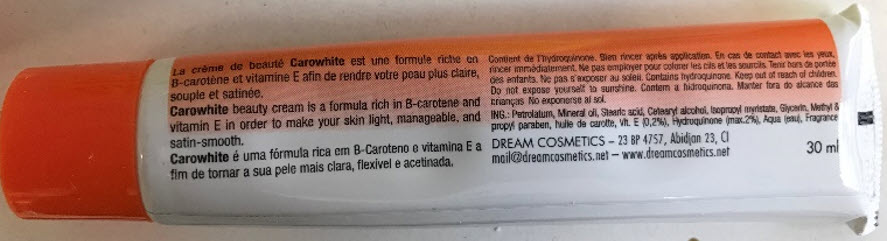 La crème de beauté Carowhite est une formule riche en
B-carotène et vitamine E afin de rendre votre peau plus claire,
souple et satinée.
Carowhite beauty cream is a formula rich in B-carotene and
vitamin E in order to make your skin light, manageable, and
satin-smooth.
Carowhite é uma fórmula rica em B-Caroteno e vitamina E a
fim de tornar a sua pele mais clara, flexivel e acetinada.
Contient de l'hydroquinone. Bien rincer après application. En cas de contact avec les yeux,
rincer immédiatement. Ne pas employer pour colorer les cils et les sourcils. Tenir hors de portée
des enfants. Ne pas s'exposer au soleil. Contains hydroquinone. Keep out of reach of children.
Do not expose yourself to sunshine. Contem a hidroquinona. Manter fora do alcance das
crianças No exponerse al sol.
ING.: Petrolatum, Mineral oil, Stearic acid, Cetearyl alcohol, Isopropyl myristate, Glycerin, Methyl &
propyl paraben, huile de carotte, Vit. E (0,2%), Hydroquinone (max.2%), Aqua (eau), Fragrance
DREAM COSMETICS – 23 BP 4757, Abidjan 23, CI
mail@dreamcosmetics.net – www.dreamcosmetics.net
30 ml